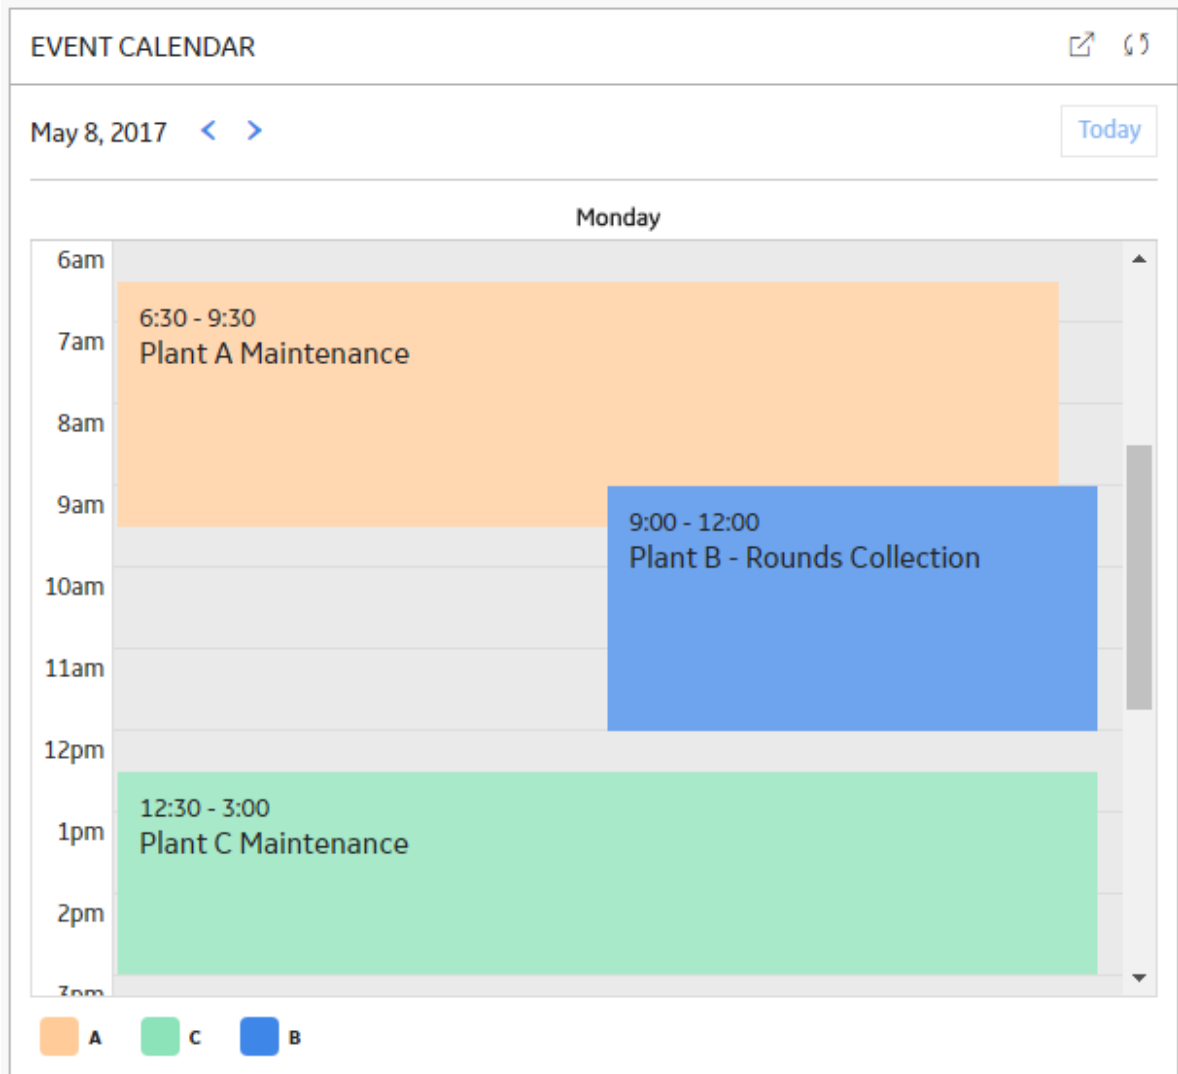 EVENT CALENDAR
May 8, 2017
Today
Monday
6am
6:30 - 9:30
7am
Plant A Maintenance
8am
9am
9:00 - 12:00
Plant B - Rounds Collection
10am
11am
12pm
12:30 - 3:00
1pm
Plant C Maintenance
2pm
3pm
A C B